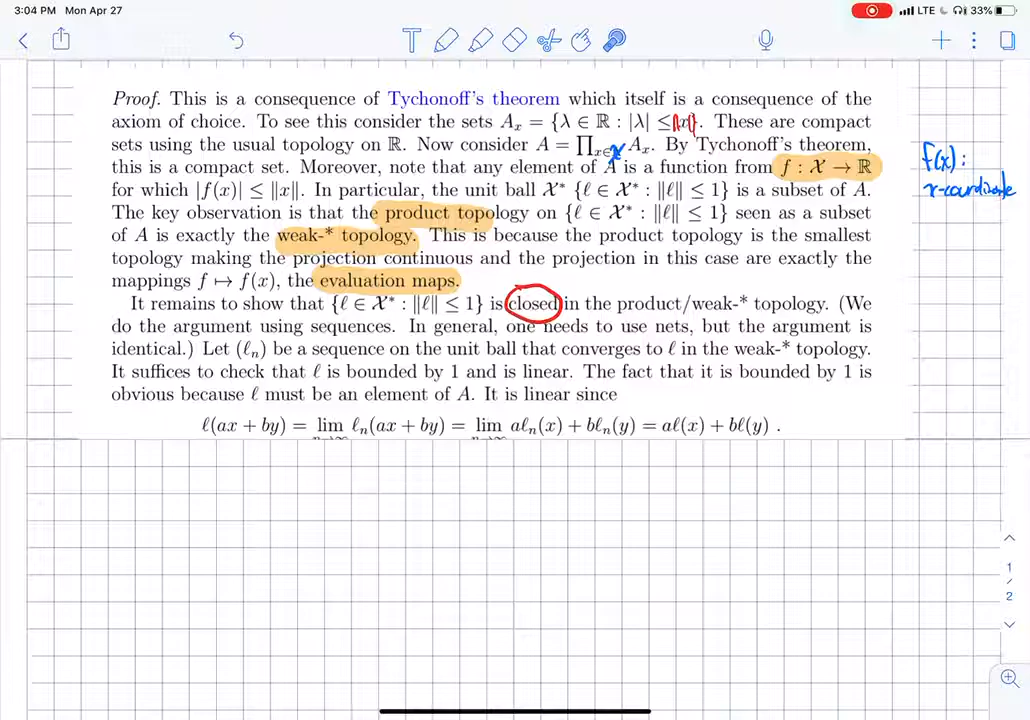 3:04 PM Mon Apr 27
LTE 33%
Proof. This is a consequence of Tychonoff's theorem which itself is a consequence of the
axiom of choice. To see this consider the sets Aₓ = {λ ∈ ℝ : |λ| ≤ ‖x‖}. These are compact
sets using the usual topology on ℝ. Now consider A = ∏ₓ∈𝒳 Aₓ. By Tychonoff's theorem,
this is a compact set. Moreover, note that any element of A is a function from f : 𝒳 → ℝ
for which |f(x)| ≤ ‖x‖. In particular, the unit ball 𝒳* {ℓ ∈ 𝒳* : ‖ℓ‖ ≤ 1} is a subset of A.
The key observation is that the product topology on {ℓ ∈ 𝒳* : ‖ℓ‖ ≤ 1} seen as a subset
of A is exactly the weak-* topology. This is because the product topology is the smallest
topology making the projection continuous and the projection in this case are exactly the
mappings f ↦ f(x), the evaluation maps.
It remains to show that {ℓ ∈ 𝒳* : ‖ℓ‖ ≤ 1} is closed in the product/weak-* topology. (We
do the argument using sequences. In general, one needs to use nets, but the argument is
identical.) Let (ℓₙ) be a sequence on the unit ball that converges to ℓ in the weak-* topology.
It suffices to check that ℓ is bounded by 1 and is linear. The fact that it is bounded by 1 is
obvious because ℓ must be an element of A. It is linear since
ℓ(ax + by) = lim ℓₙ(ax + by) = lim aℓₙ(x) + bℓₙ(y) = aℓ(x) + bℓ(y) .
f(x) :
x-coordinate
T
1
/
2